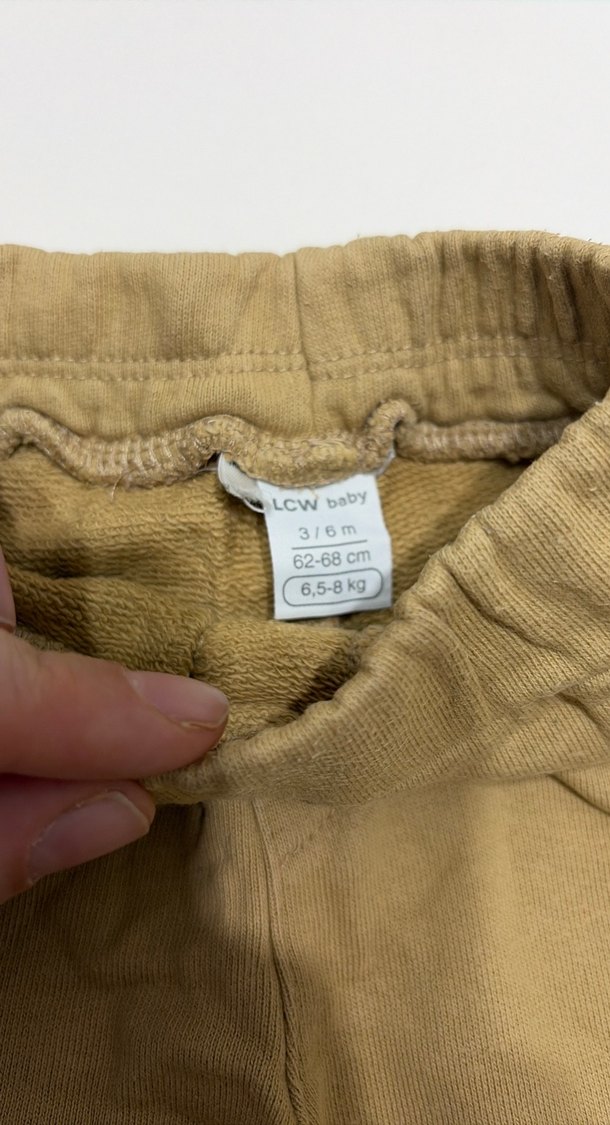 LCW baby
3 / 6 m
62-68 cm
6,5-8 kg